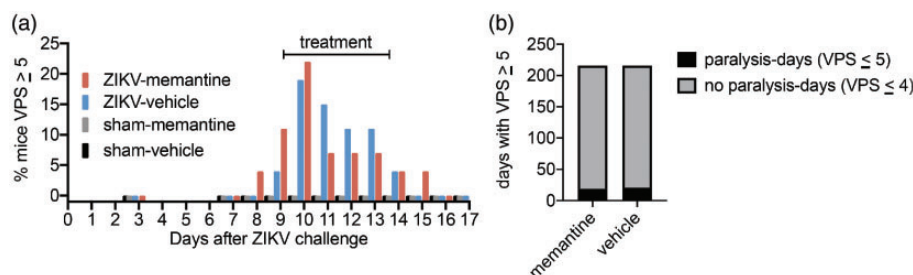 (a)
treatment
25
20
15
10
5
0
% mice VPS ≥ 5
ZIKV-memantine
ZIKV-vehicle
sham-memantine
sham-vehicle
0 1 2 3 4 5 6 7 8 9 10 11 12 13 14 15 16 17
Days after ZIKV challenge
(b)
250
200
150
100
50
0
days with VPS ≥ 5
memantine
vehicle
paralysis-days (VPS ≤ 5)
no paralysis-days (VPS ≤ 4)